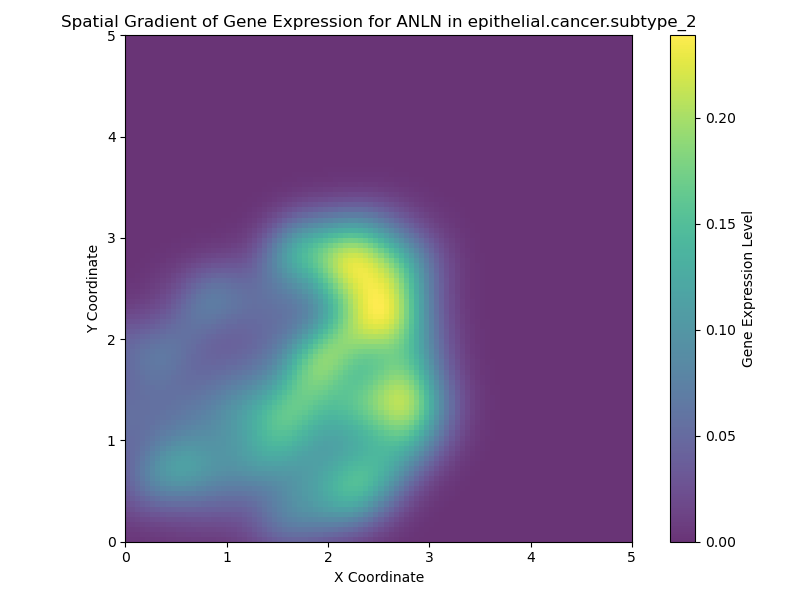 Spatial Gradient of Gene Expression for ANLN in epithelial.cancer.subtype_2
5
4
3
2
1
0
Y Coordinate
0 1 2 3 4 5
X Coordinate
0.20
0.15
0.10
0.05
0.00
Gene Expression Level